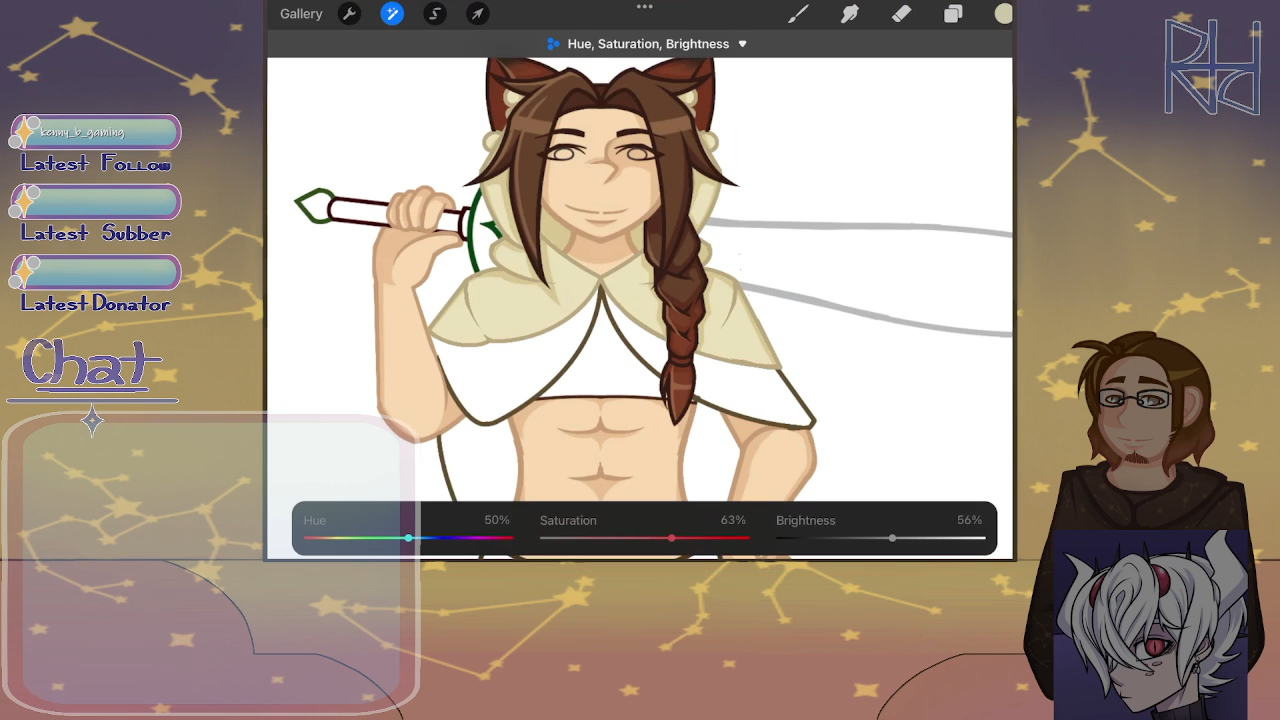 Gallery
Hue, Saturation, Brightness
kenny_b_gaming
Latest Follow
Latest Subber
Latest Donator
Chat
Hue 50% Saturation 63% Brightness 56%